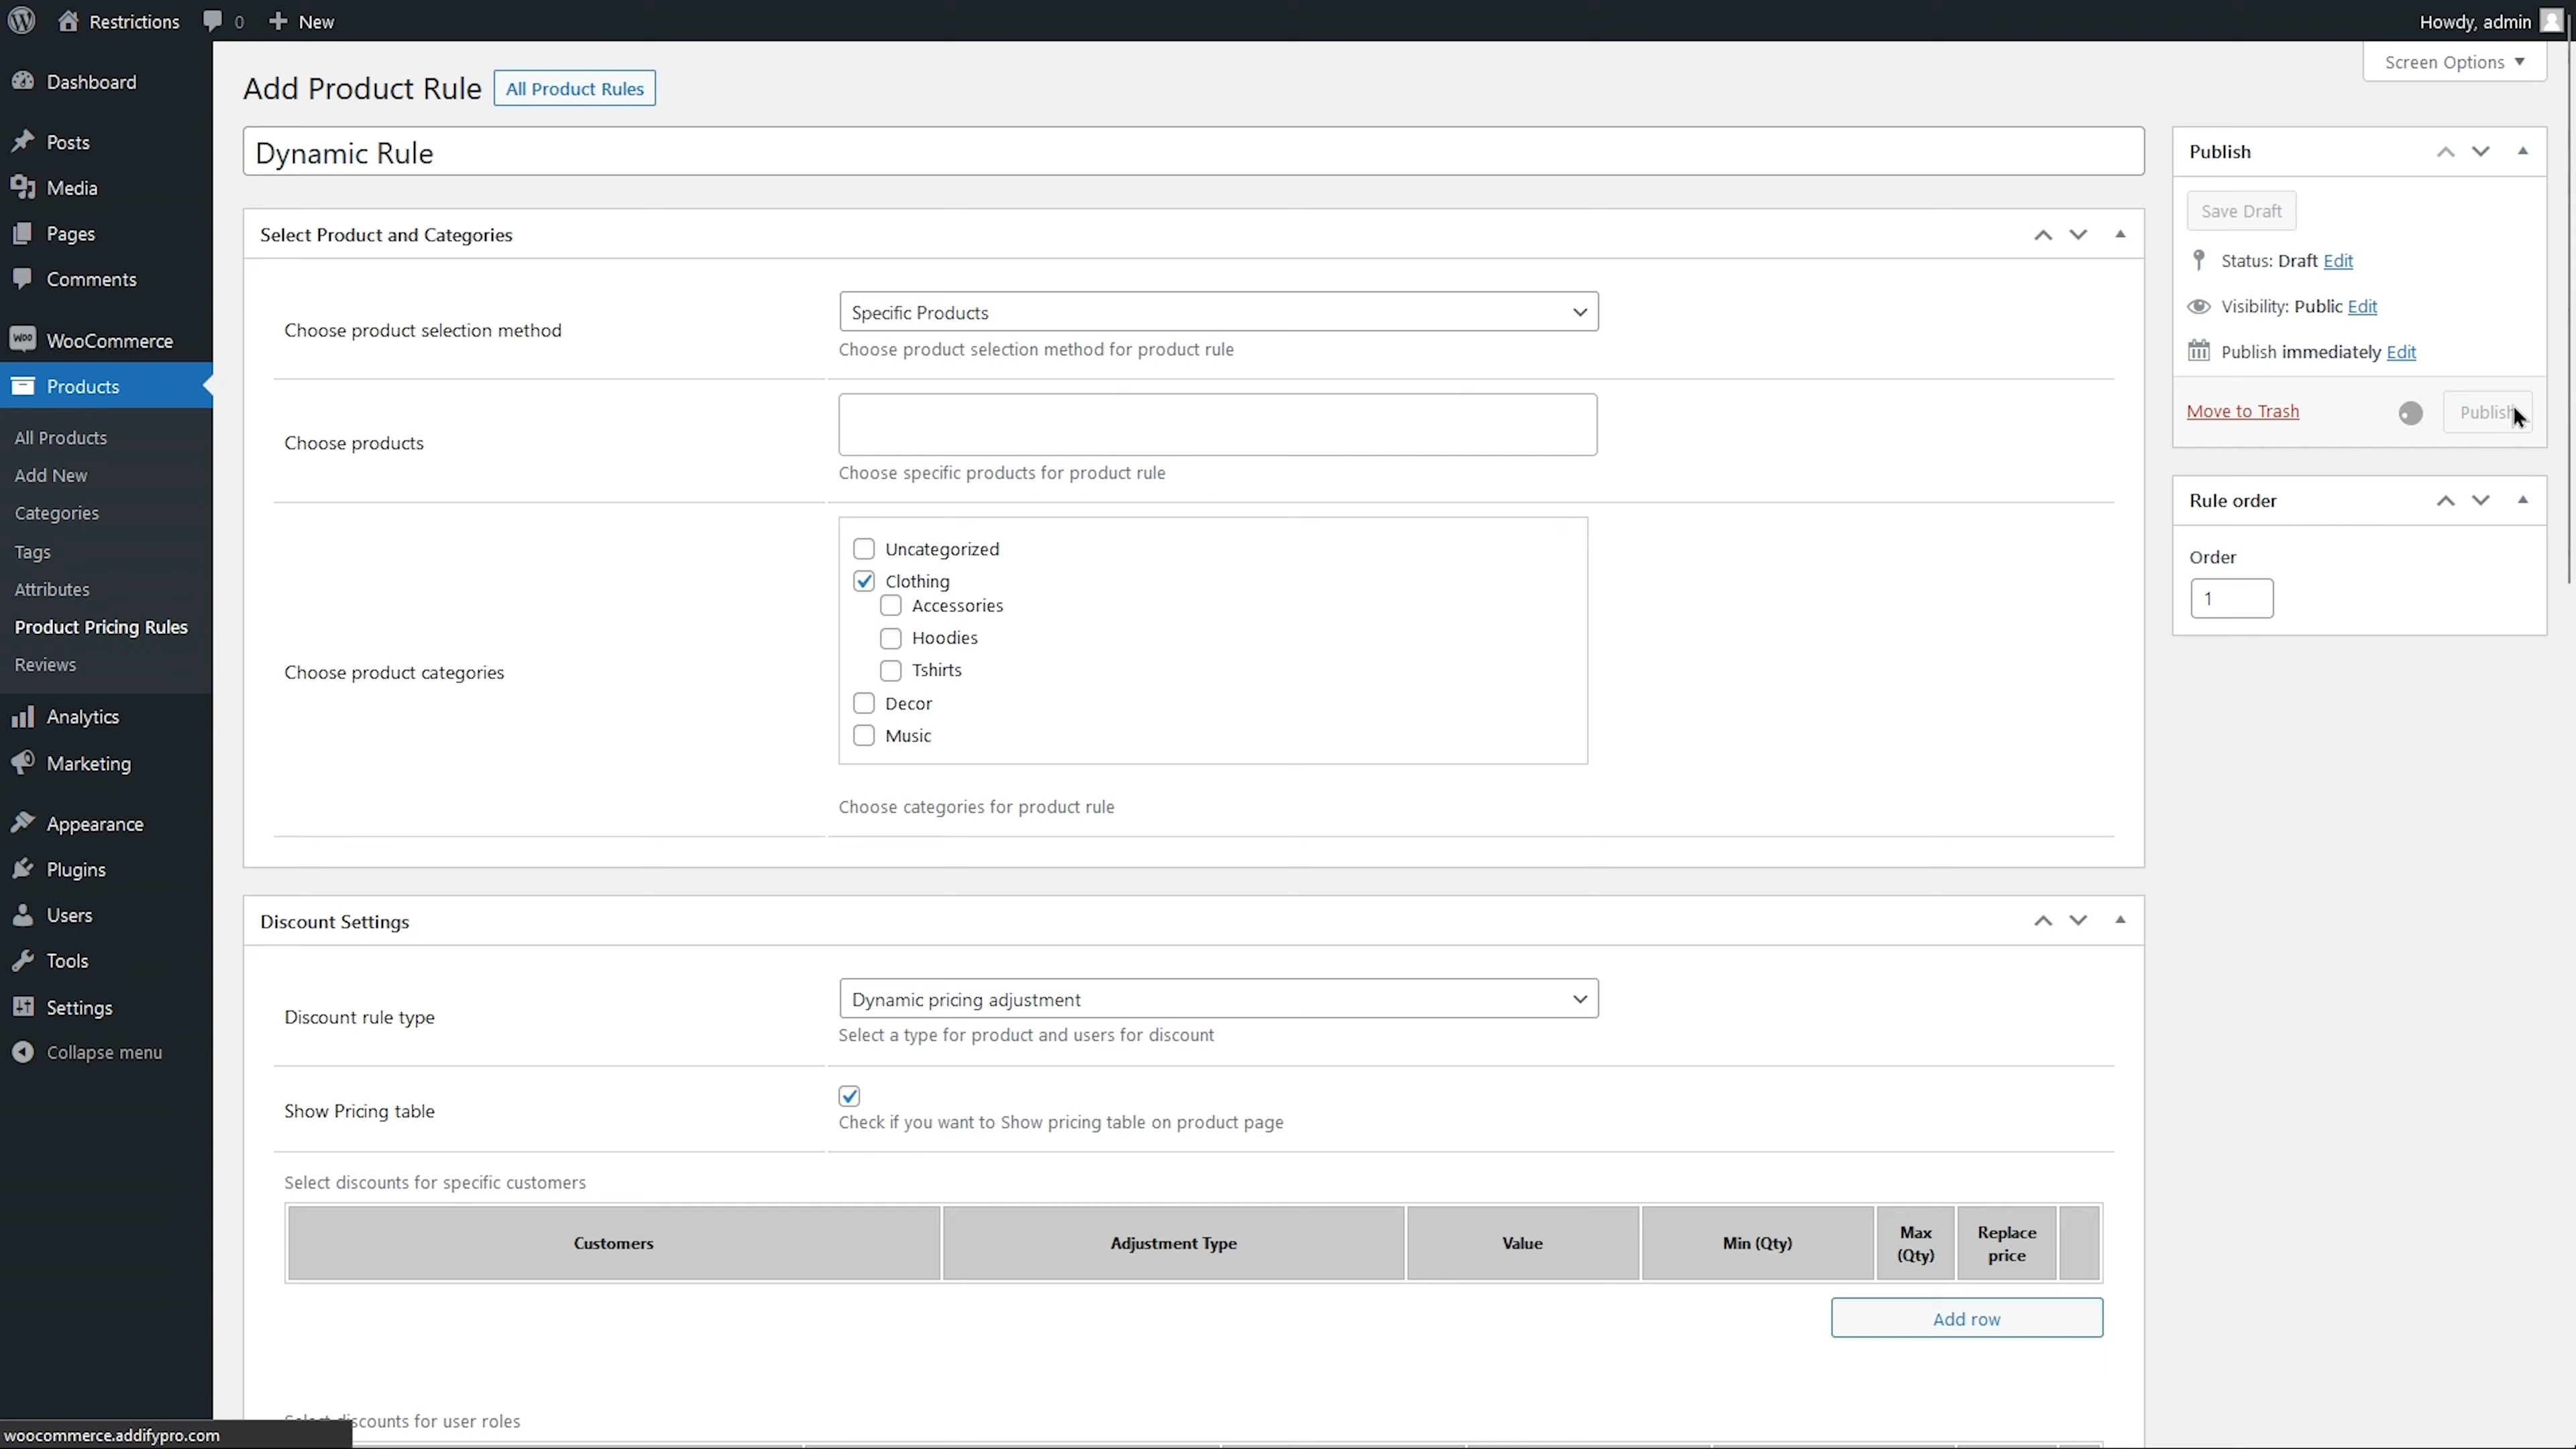 Restrictions
0
New
Howdy, admin
Dashboard
Posts
Media
Pages
Comments
WooCommerce
Products
All Products
Add New
Categories
Tags
Attributes
Product Pricing Rules
Reviews
Analytics
Marketing
Appearance
Plugins
Users
Tools
Settings
Collapse menu
woocommerce.addifypro.com
Screen Options
Add Product Rule
All Product Rules
Dynamic Rule
Select Product and Categories
Choose product selection method
Specific Products
Choose product selection method for product rule
Choose products
Choose specific products for product rule
Choose product categories
Uncategorized
Clothing
Accessories
Hoodies
Tshirts
Decor
Music
Choose categories for product rule
Discount Settings
Discount rule type
Dynamic pricing adjustment
Select a type for product and users for discount
Show Pricing table
Check if you want to Show pricing table on product page
Select discounts for specific customers
Customers
Adjustment Type
Value
Min (Qty)
Max
(Qty)
Replace
price
Add row
discounts for user roles
Publish
Save Draft
Status: Draft Edit
Visibility: Public Edit
Publish immediately Edit
Move to Trash
Publish
Rule order
Order
1